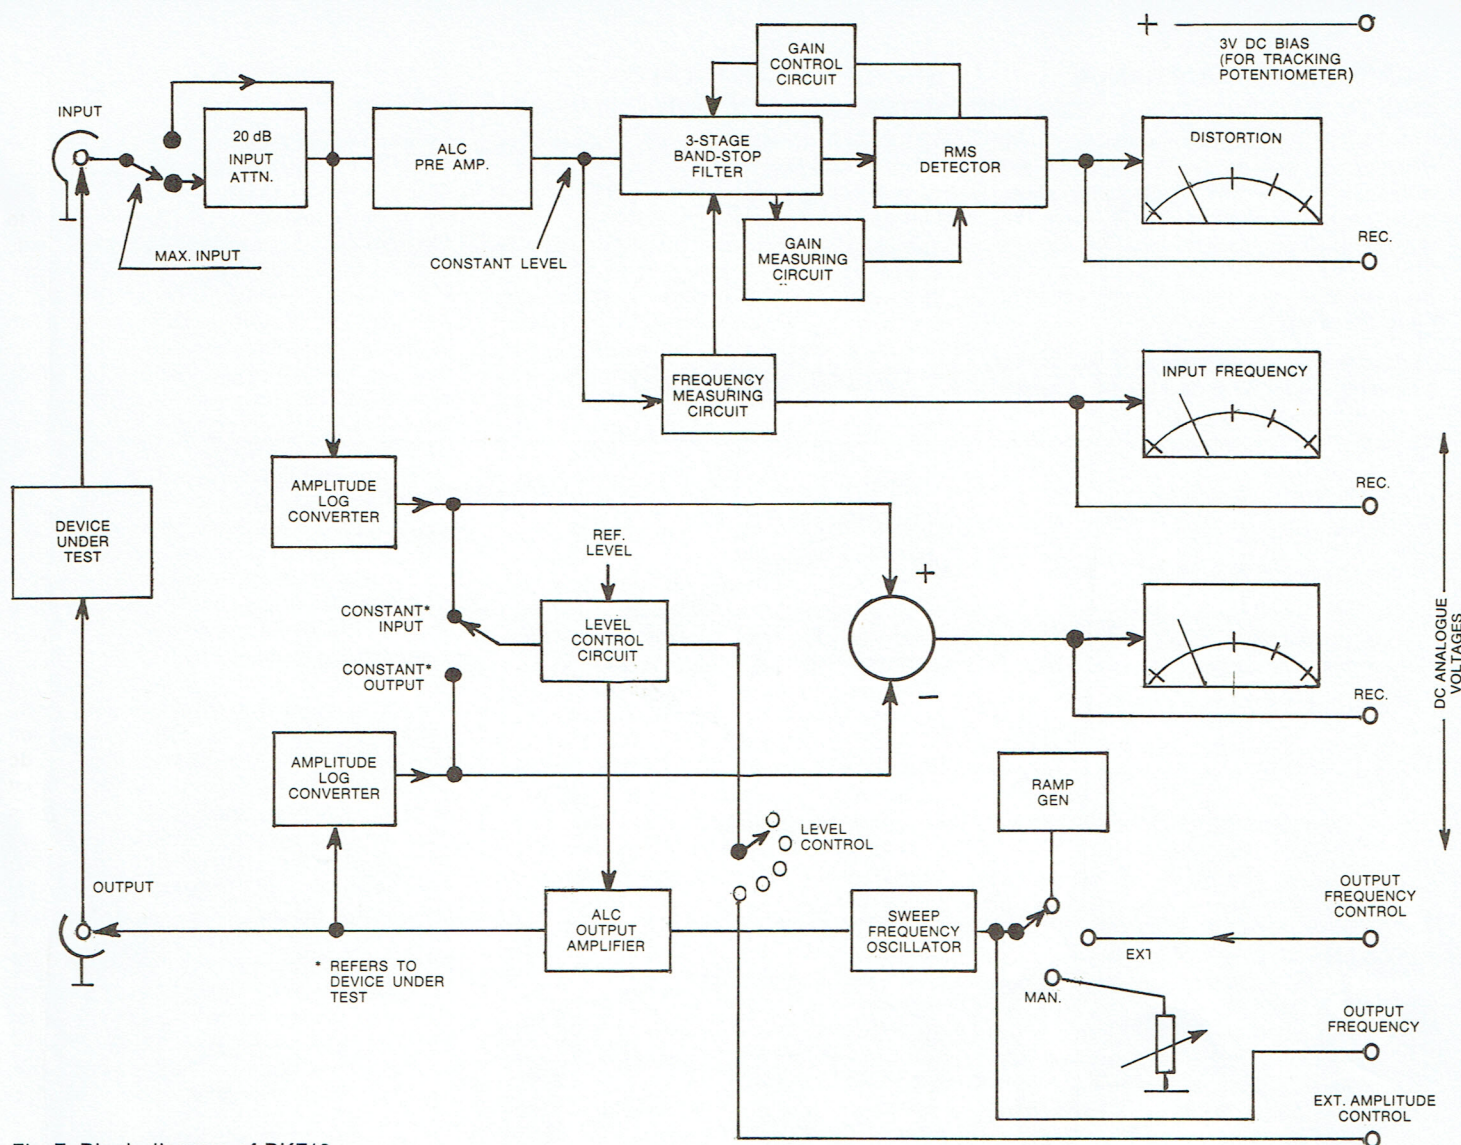 +
3V DC BIAS
(FOR TRACKING
POTENTIOMETER)
GAIN
CONTROL
CIRCUIT
INPUT
20 dB
INPUT
ATTN.
ALC
PRE AMP.
3-STAGE
BAND-STOP
FILTER
RMS
DETECTOR
DISTORTION
MAX. INPUT
CONSTANT LEVEL
GAIN
MEASURING
CIRCUIT
REC.
FREQUENCY
MEASURING
CIRCUIT
INPUT FREQUENCY
AMPLITUDE
LOG
CONVERTER
REC.
DEVICE
UNDER
TEST
REF.
LEVEL
+
CONSTANT*
INPUT
LEVEL
CONTROL
CIRCUIT
CONSTANT*
OUTPUT
−
REC.
DC ANALOGUE
VOLTAGES
AMPLITUDE
LOG
CONVERTER
RAMP
GEN
LEVEL
CONTROL
OUTPUT
ALC
OUTPUT
AMPLIFIER
SWEEP
FREQUENCY
OSCILLATOR
OUTPUT
FREQUENCY
CONTROL
EXT
* REFERS TO
DEVICE UNDER
TEST
MAN.
OUTPUT
FREQUENCY
EXT. AMPLITUDE
CONTROL